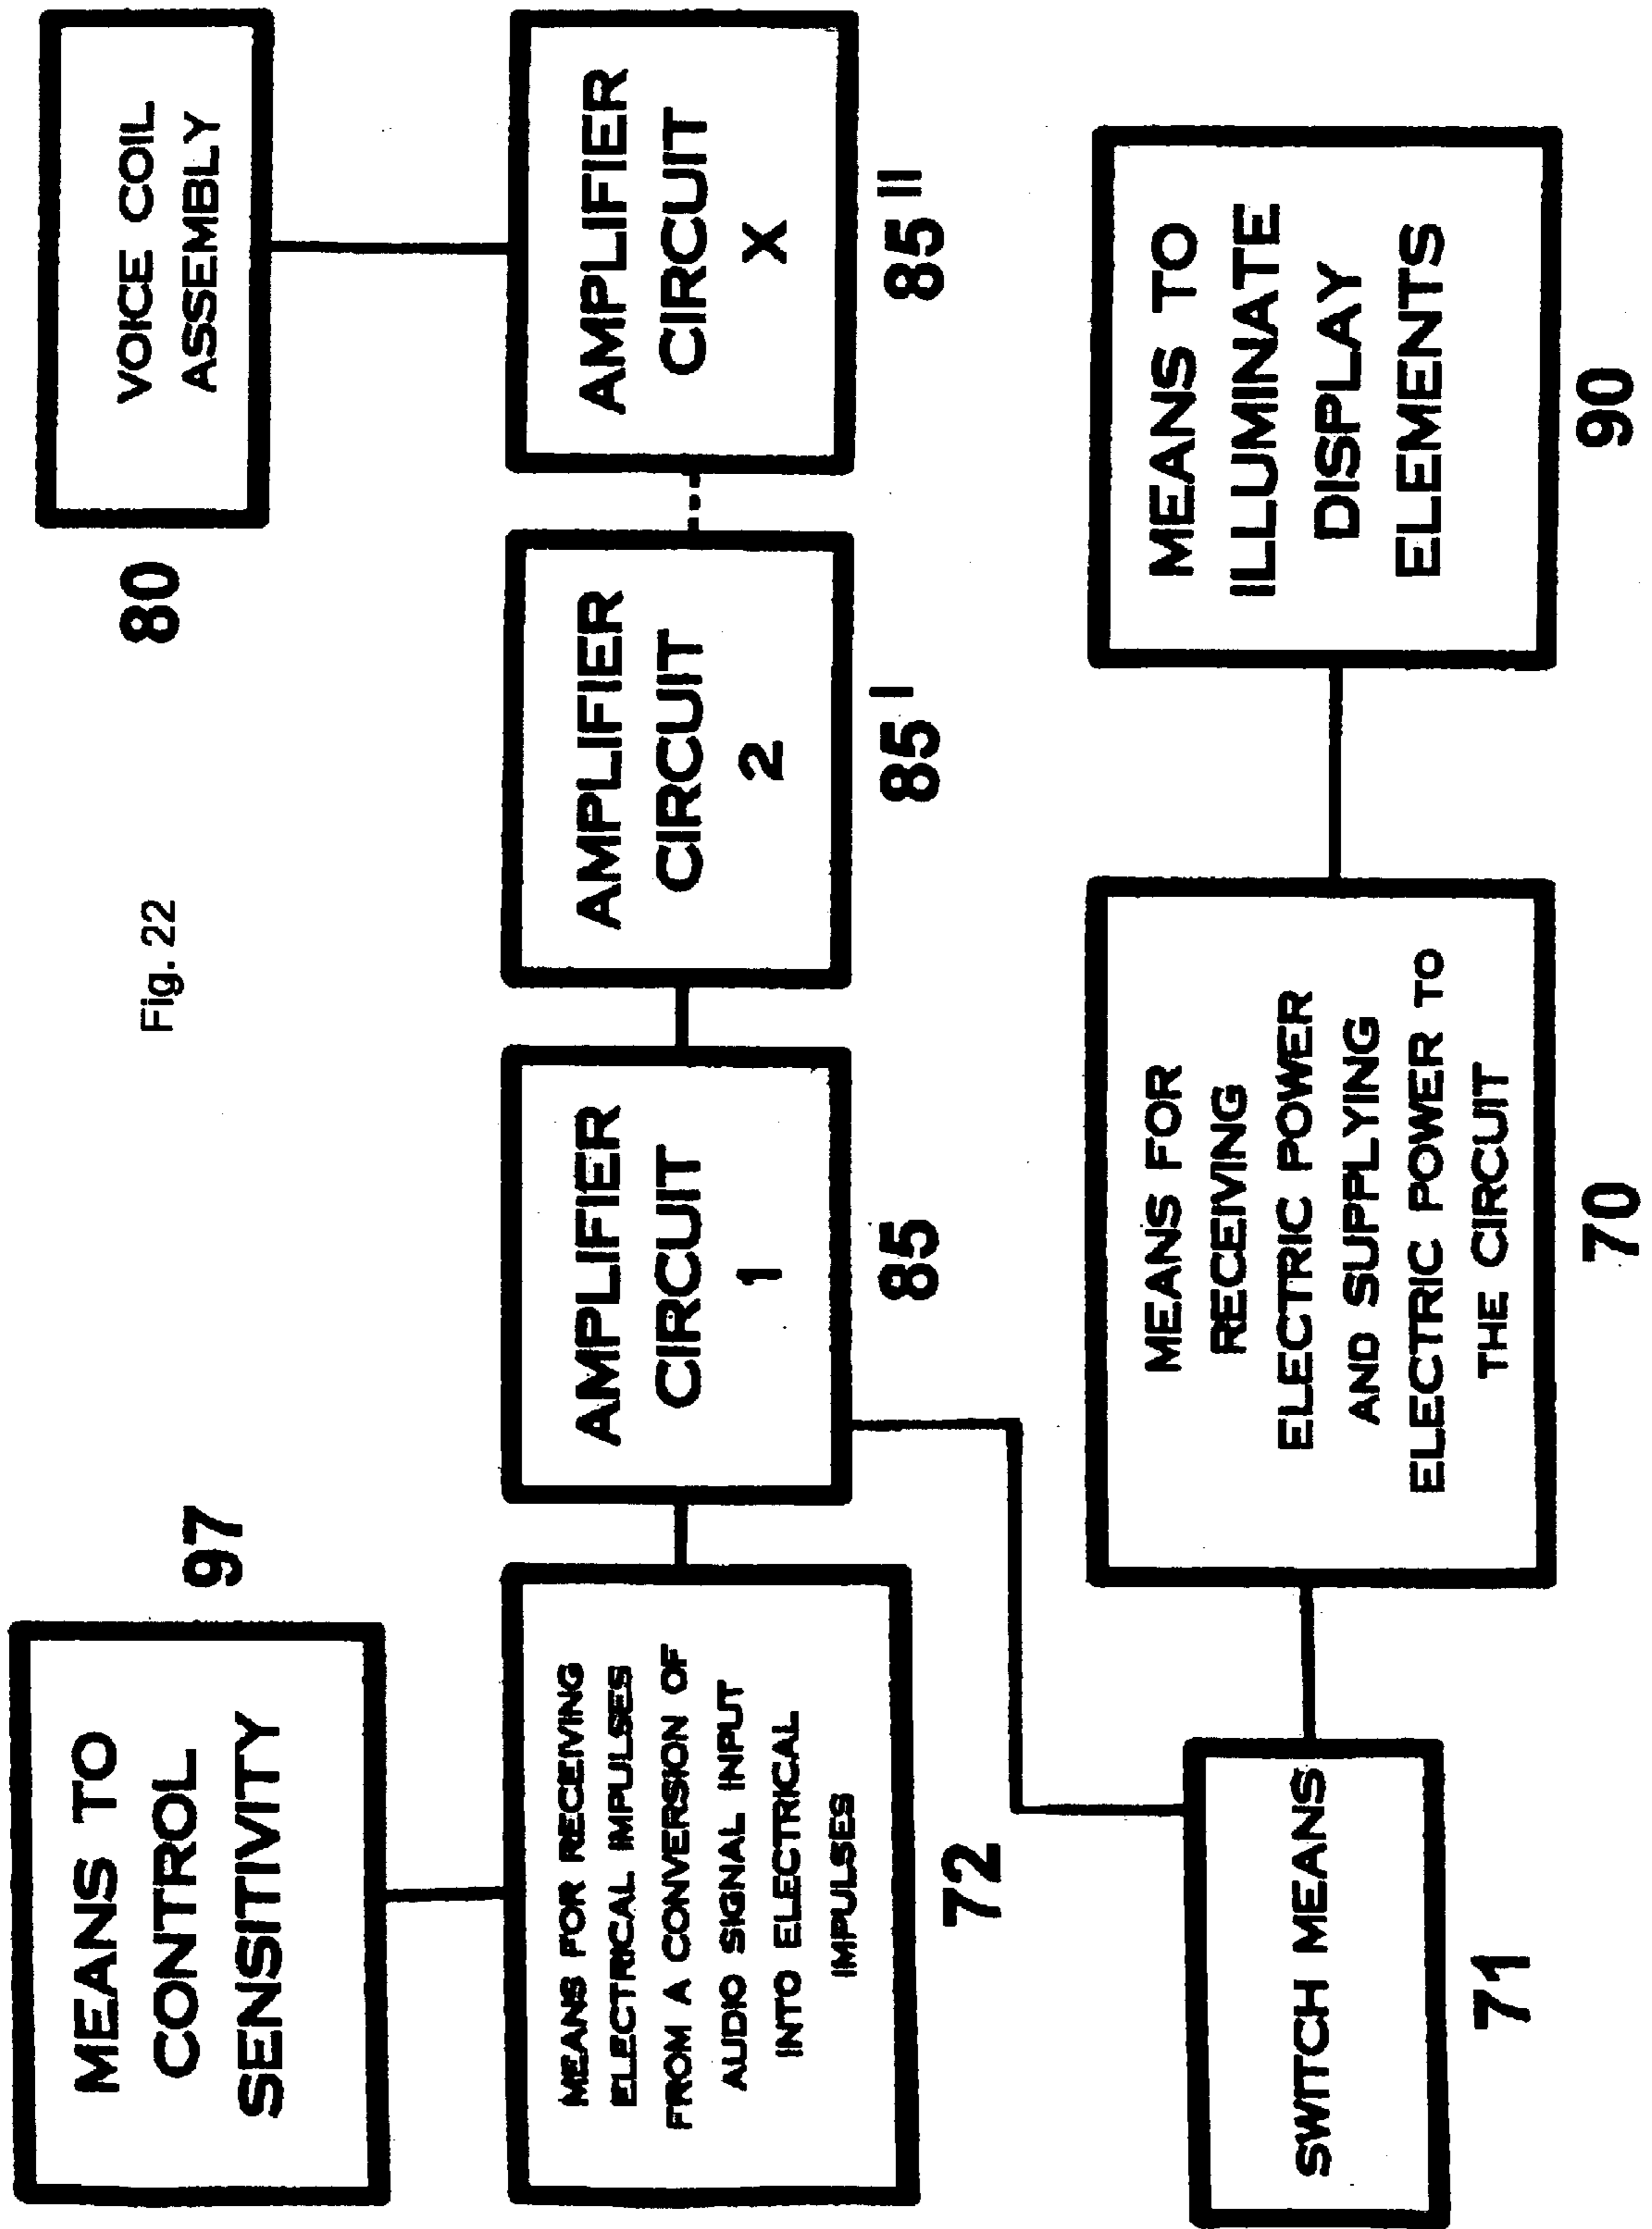 Fig. 22
MEANS TO
CONTROL
SENSITIVITY
97
80
VOICE COIL
ASSEMBLY
MEANS FOR RECEIVING
ELECTRICAL IMPULSES
FROM A CONVERSION OF
AUDIO SIGNAL INPUT
INTO ELECTRICAL
IMPULSES
72
AMPLIFIER
CIRCUIT
1
85
AMPLIFIER
CIRCUIT
2
85'
AMPLIFIER
CIRCUIT
X
85''
SWITCH MEANS
71
MEANS FOR
RECEIVING
ELECTRIC POWER
AND SUPPLYING
ELECTRIC POWER TO
THE CIRCUIT
70
MEANS TO
ILLUMINATE
DISPLAY
ELEMENTS
90